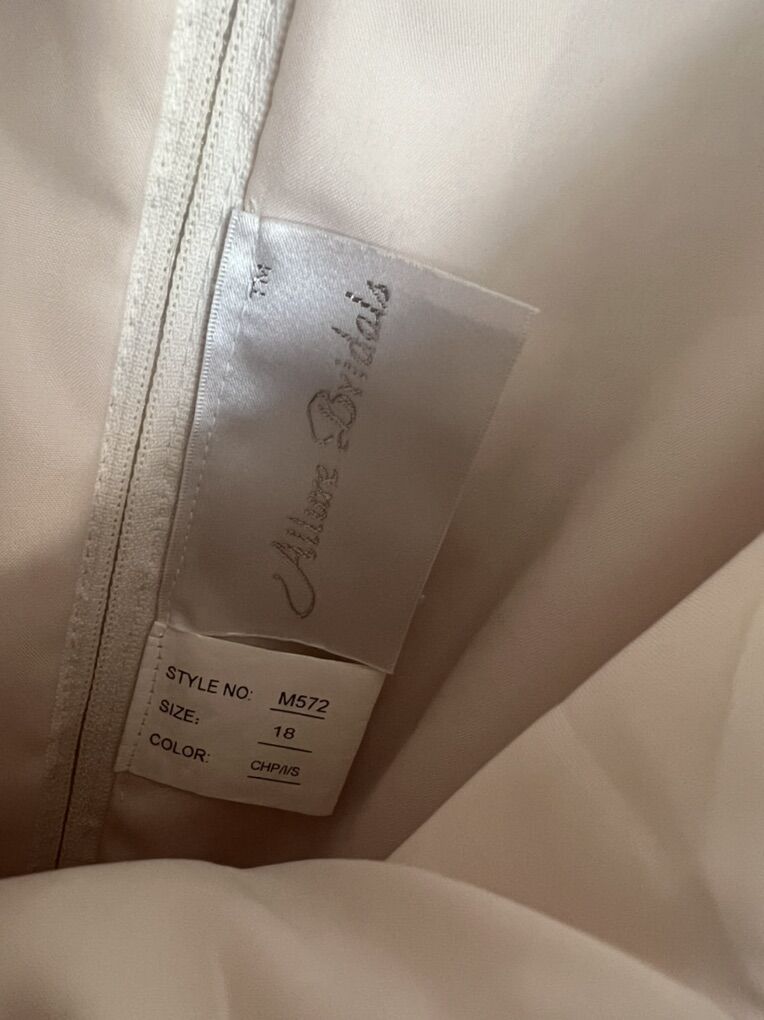 Allure Bridals
TM
STYLE NO: M572
SIZE: 18
COLOR: CHP/I/S